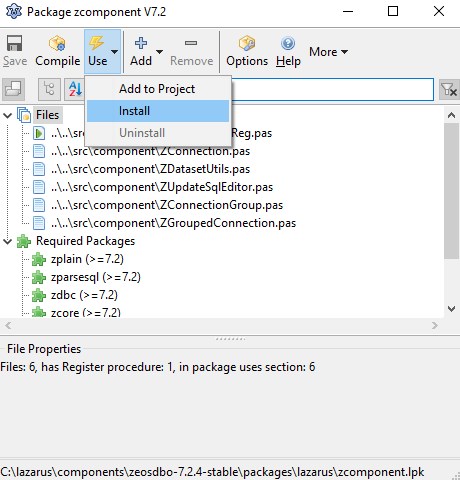 Package zcomponent V7.2
Save Compile Use Add Remove Options Help More
Add to Project
Install
Uninstall
Files
..\..\src Reg.pas
..\..\src\component\ZConnection.pas
..\..\src\component\ZDatasetUtils.pas
..\..\src\component\ZUpdateSqlEditor.pas
..\..\src\component\ZConnectionGroup.pas
..\..\src\component\ZGroupedConnection.pas
Required Packages
zplain (>=7.2)
zparsesql (>=7.2)
zdbc (>=7.2)
zcore (>=7.2)
File Properties
Files: 6, has Register procedure: 1, in package uses section: 6
C:\lazarus\components\zeosdbo-7.2.4-stable\packages\lazarus\zcomponent.lpk